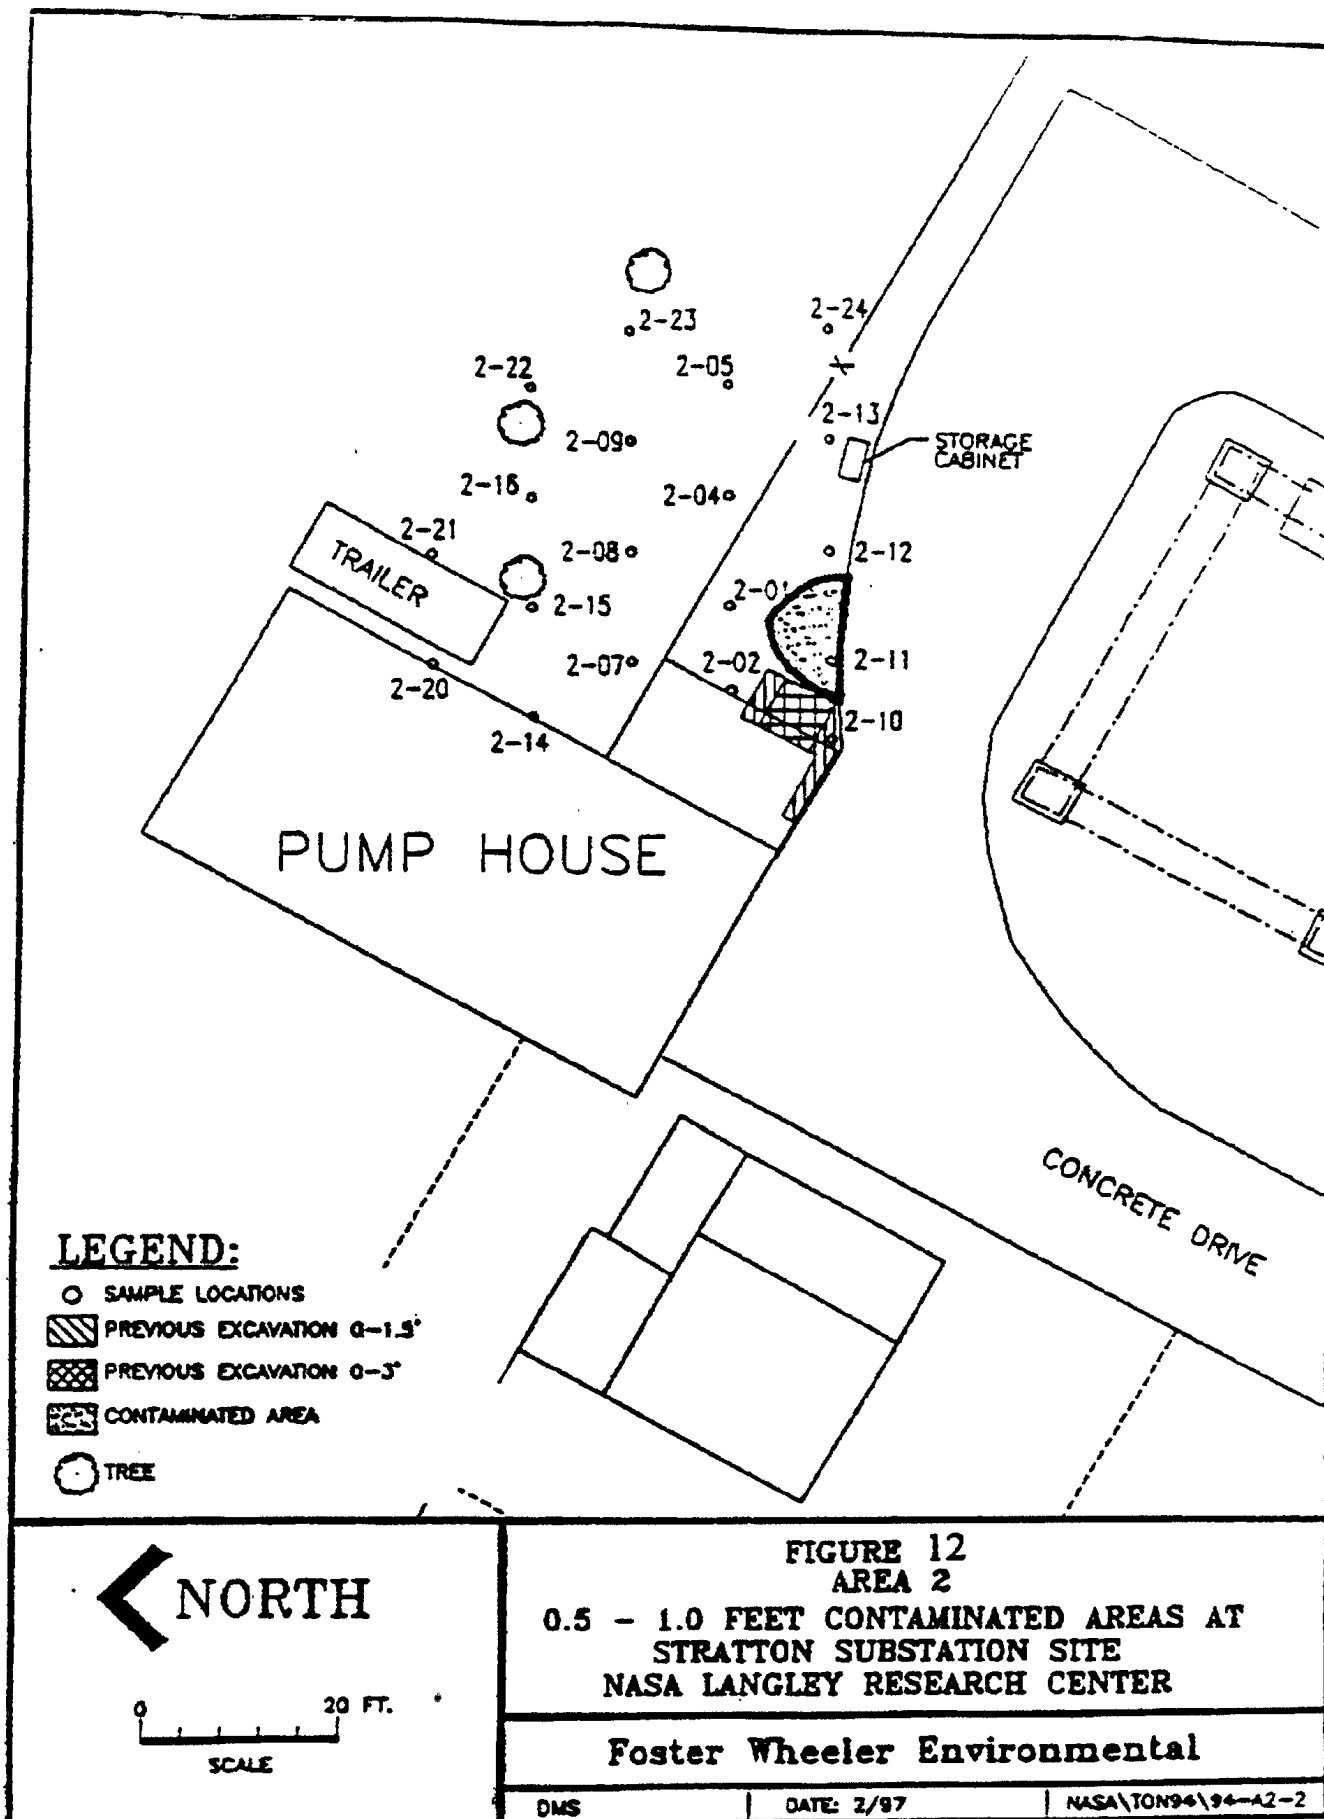 2-23
2-24
2-22
2-05
2-13
2-09
STORAGE
CABINET
2-16
2-04
2-21
2-08
2-12
TRAILER
2-01
2-15
2-07
2-02
2-11
2-20
2-14
2-10
PUMP HOUSE
CONCRETE DRIVE
LEGEND:
SAMPLE LOCATIONS
PREVIOUS EXCAVATION 0-1.5'
PREVIOUS EXCAVATION 0-3'
CONTAMINATED AREA
TREE
NORTH
0 20 FT.
SCALE
FIGURE 12
AREA 2
0.5 - 1.0 FEET CONTAMINATED AREAS AT
STRATTON SUBSTATION SITE
NASA LANGLEY RESEARCH CENTER
Foster Wheeler Environmental
DMS DATE: 2/97 NASA\TON94\94-A2-2